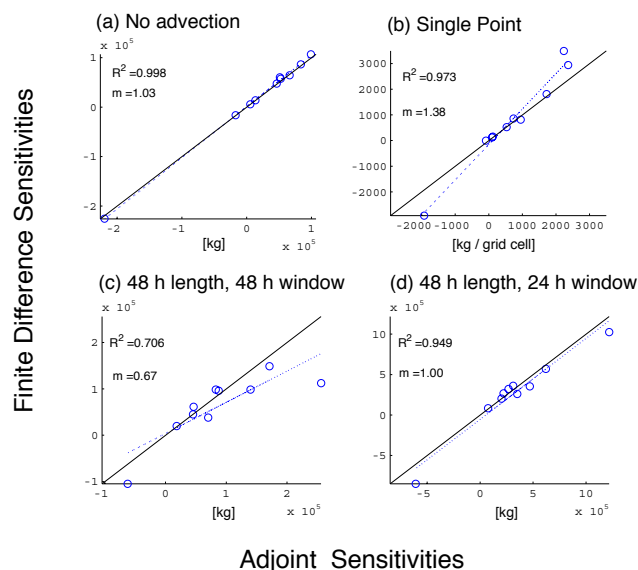 (a) No advection
x 10^5
R^2 =0.998
m =1.03
1
0
-1
-2
-2
-1
0
1
[kg]
x 10^5
(b) Single Point
R^2 =0.973
m =1.38
3000
2000
1000
0
-1000
-2000
-2000
-1000
0
1000
2000
3000
[kg / grid cell]
Finite Difference Sensitivities
(c) 48 h length, 48 h window
x 10^5
R^2 =0.706
m =0.67
2
1
0
-1
-1
0
1
2
[kg]
x 10^5
(d) 48 h length, 24 h window
x 10^5
R^2 =0.949
m =1.00
10
5
0
-5
-5
0
5
10
[kg]
x 10^5
Adjoint Sensitivities